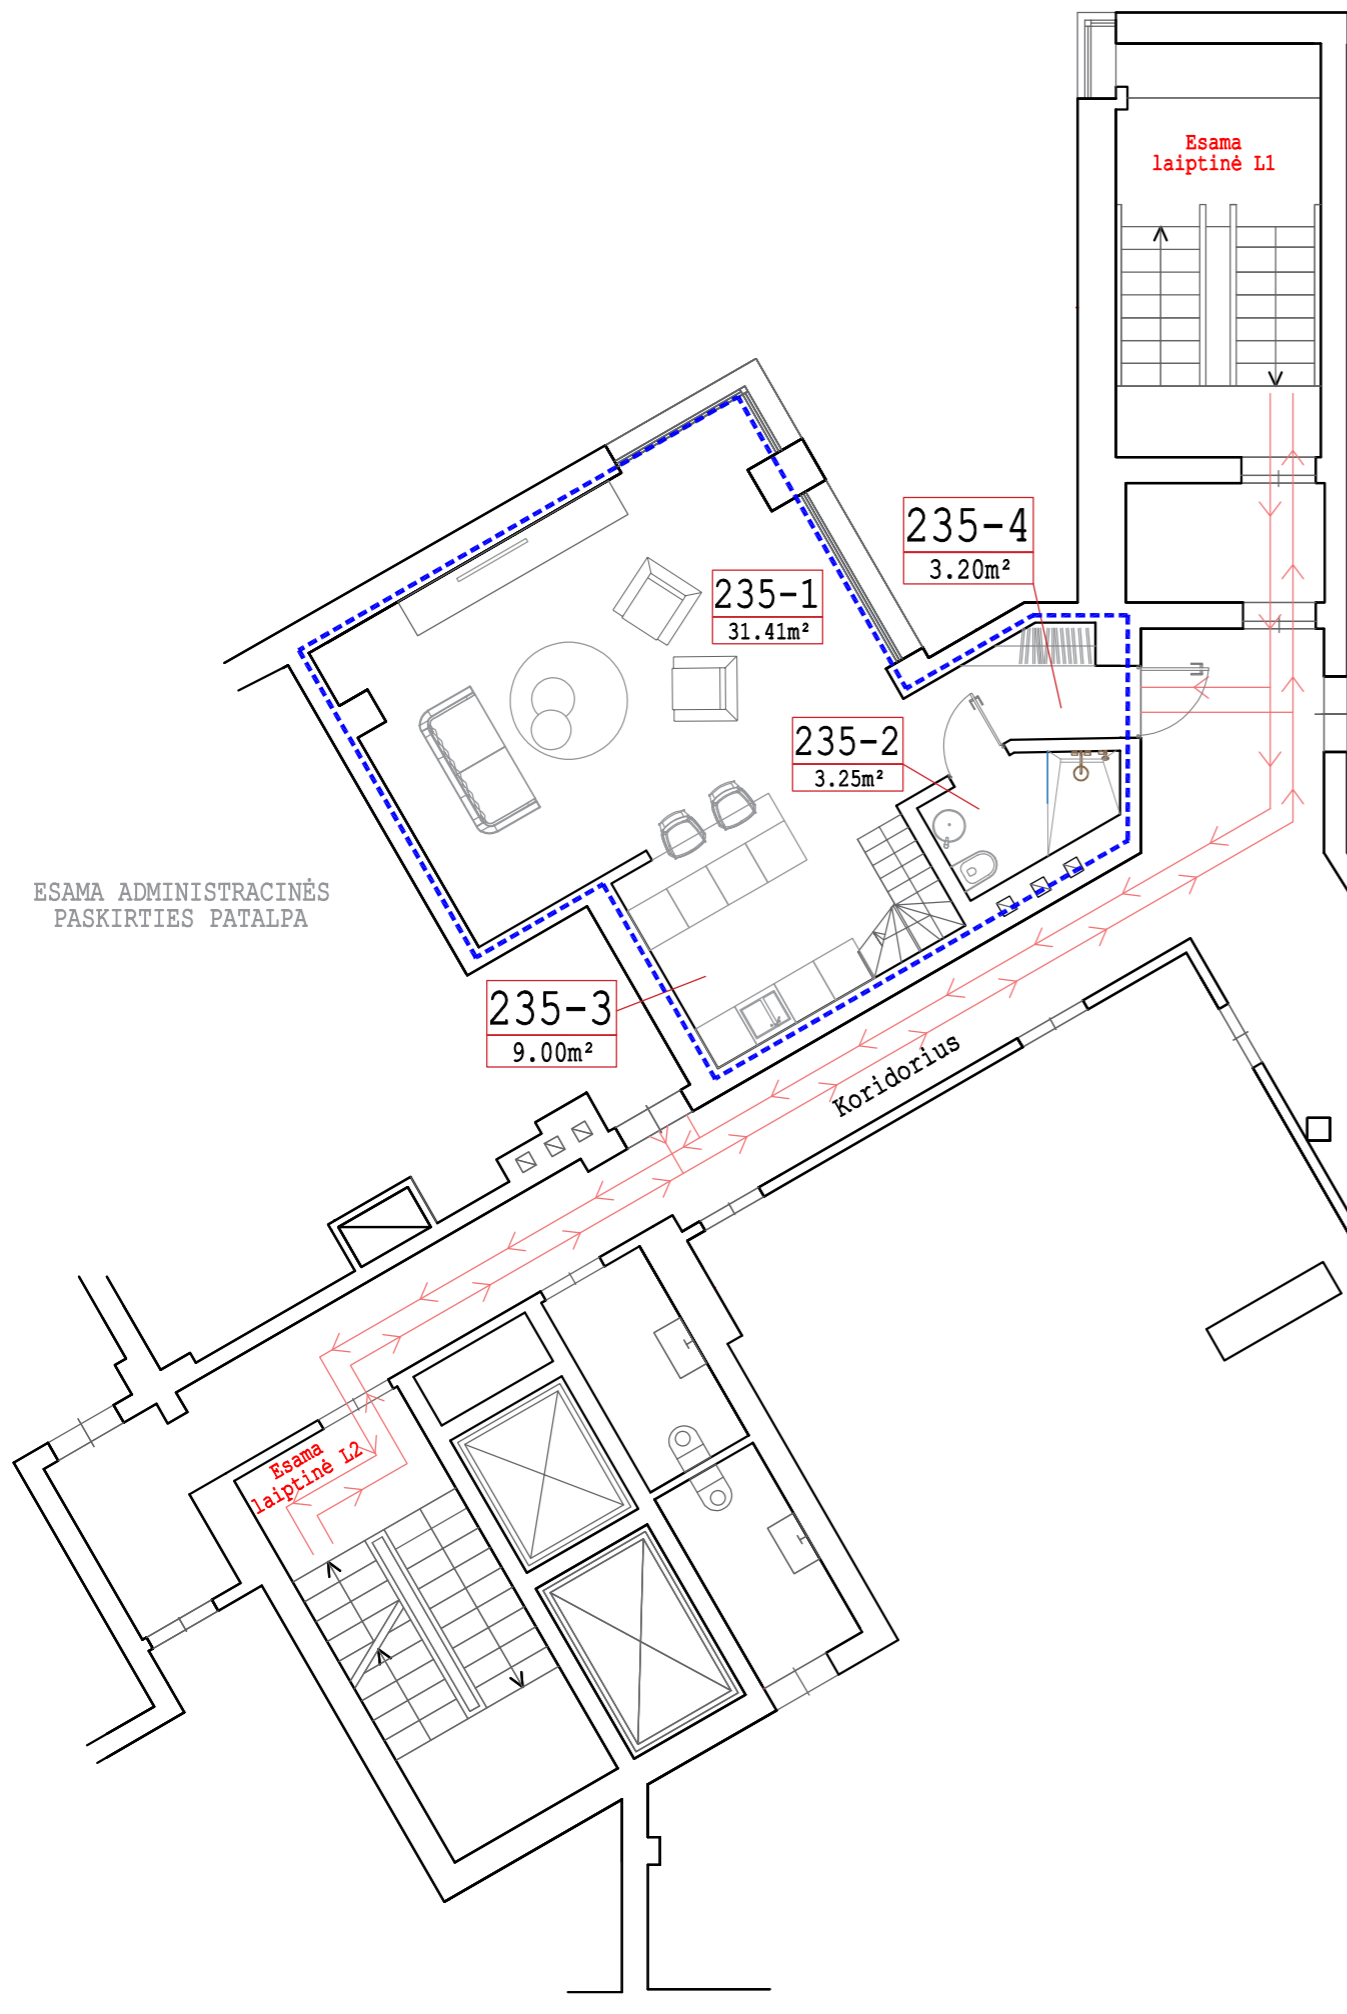 Esama
laiptinė L1
235-4
3.20m²
235-1
31.41m²
235-2
3.25m²
ESAMA ADMINISTRACINĖS
PASKIRTIES PATALPA
235-3
9.00m²
Koridorius
Esama
laiptinė L2